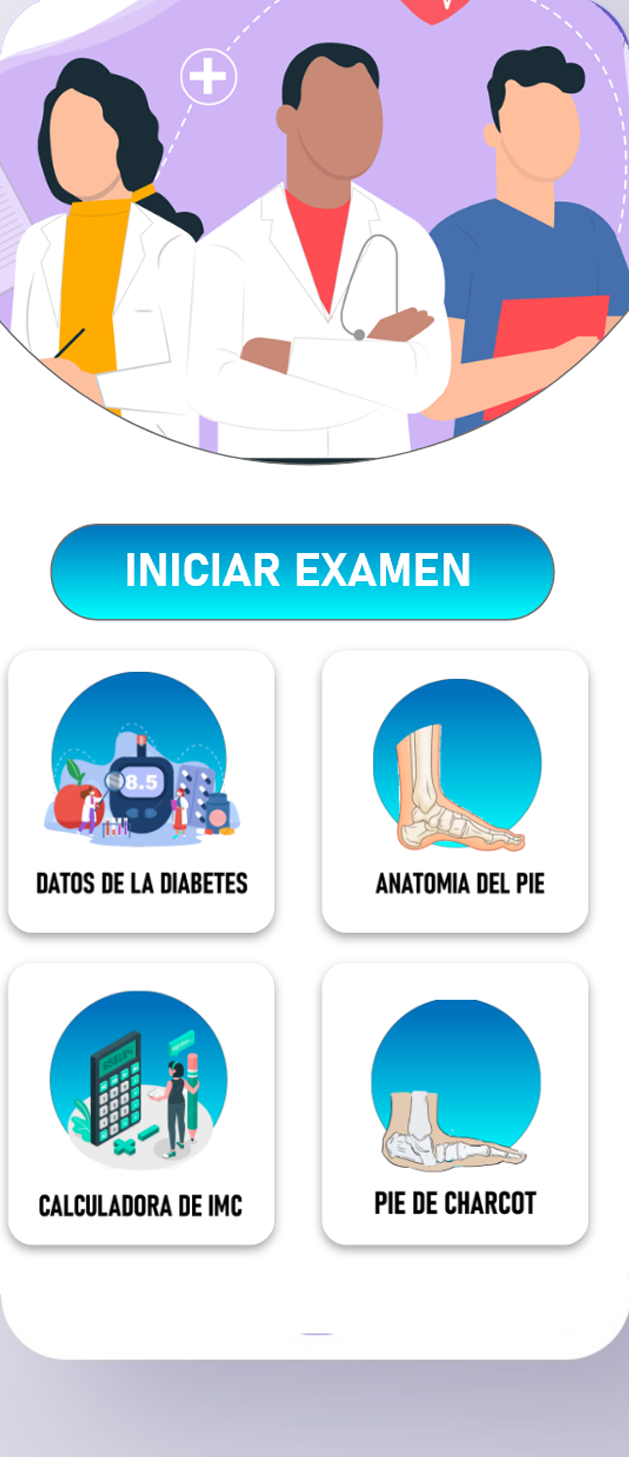 INICIAR EXAMEN
8.5
DATOS DE LA DIABETES
ANATOMIA DEL PIE
CALCULADORA DE IMC
PIE DE CHARCOT